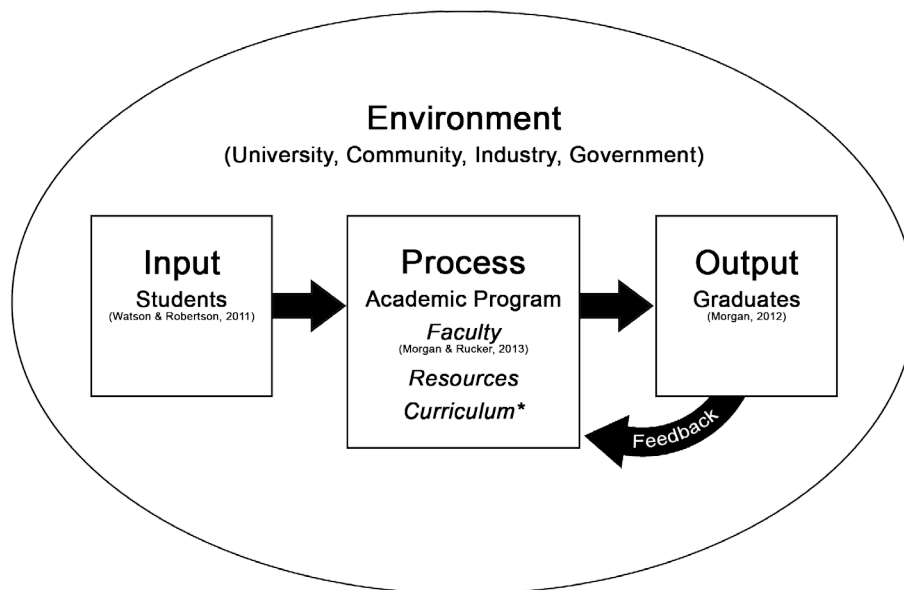 Environment
(University, Community, Industry, Government)
Input
Students
(Watson & Robertson, 2011)
Process
Academic Program
Faculty
(Morgan & Rucker, 2013)
Resources
Curriculum*
Output
Graduates
(Morgan, 2012)
Feedback